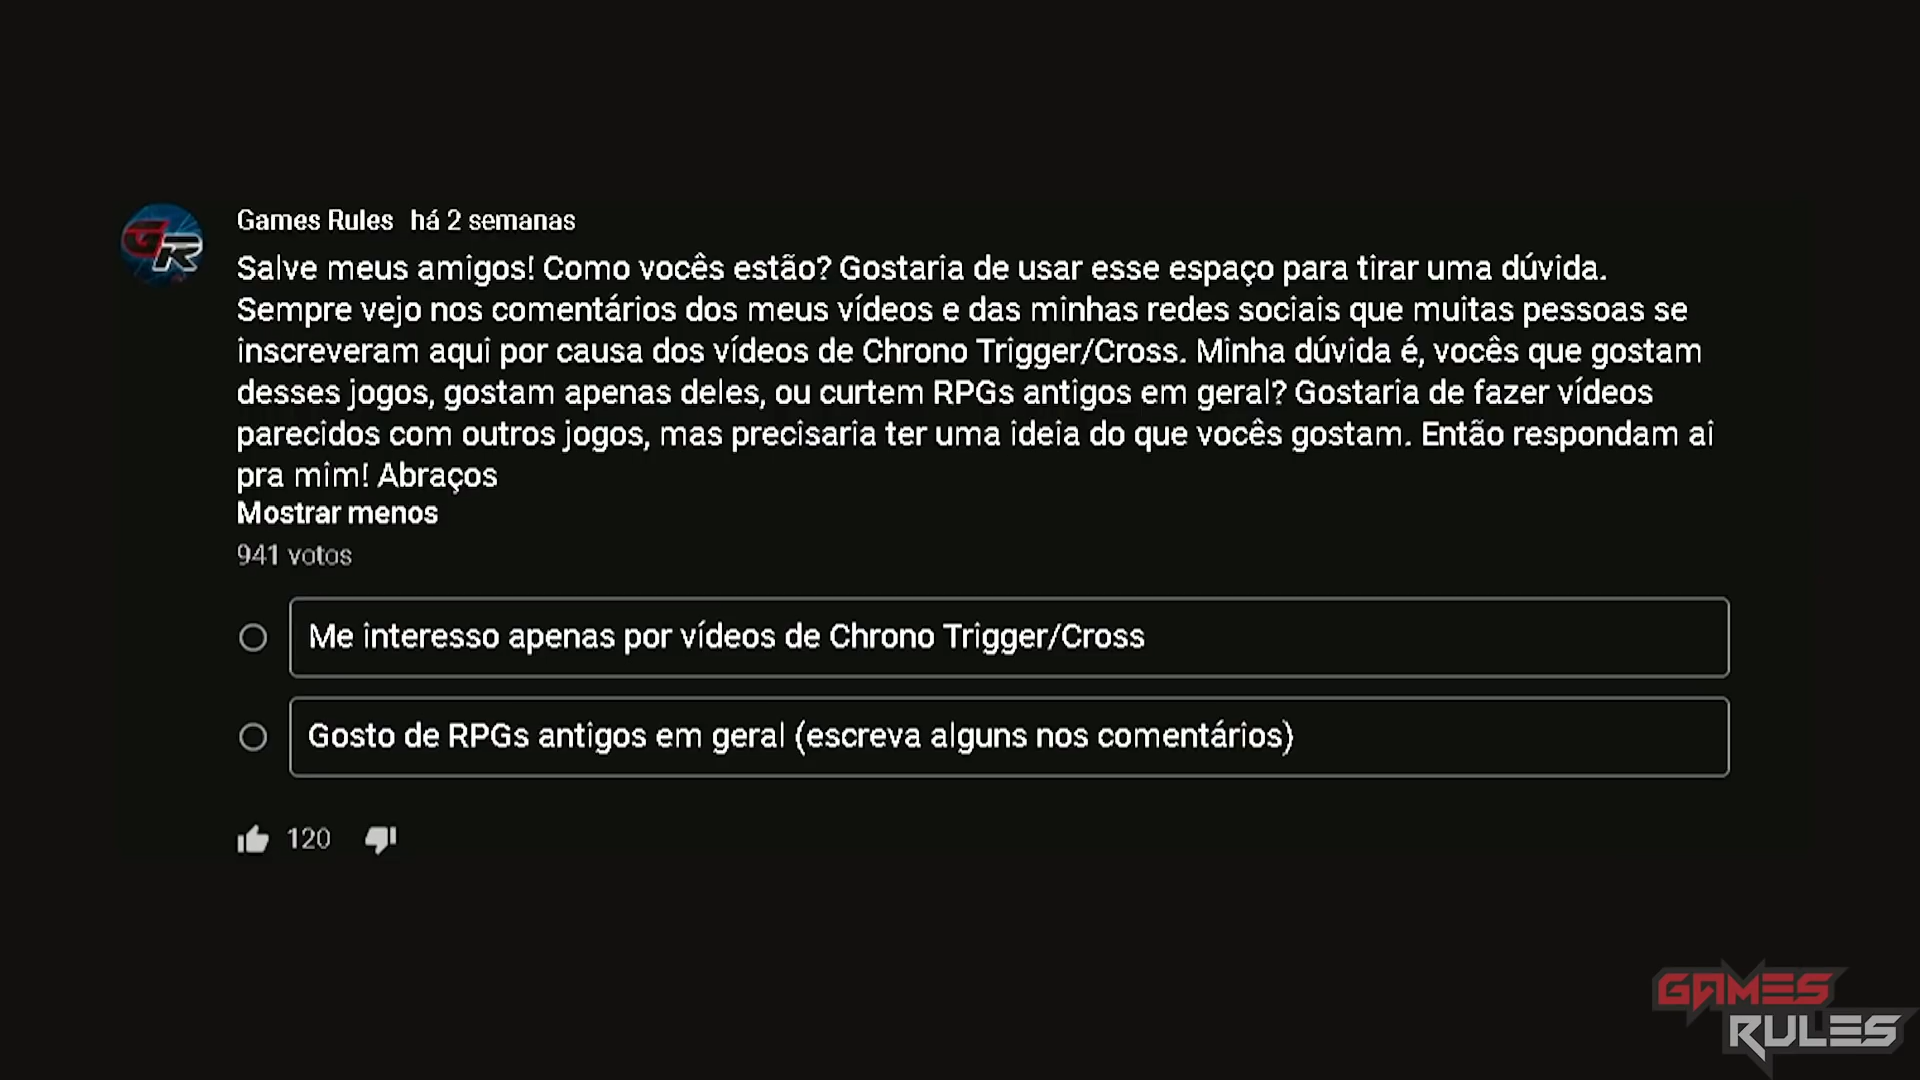 Games Rules há 2 semanas
Salve meus amigos! Como vocês estão? Gostaria de usar esse espaço para tirar uma dúvida.
Sempre vejo nos comentários dos meus vídeos e das minhas redes sociais que muitas pessoas se
inscreveram aqui por causa dos vídeos de Chrono Trigger/Cross. Minha dúvida é, vocês que gostam
desses jogos, gostam apenas deles, ou curtem RPGs antigos em geral? Gostaria de fazer vídeos
parecidos com outros jogos, mas precisaria ter uma ideia do que vocês gostam. Então respondam ai
pra mim! Abraços
Mostrar menos
941 votos
Me interesso apenas por vídeos de Chrono Trigger/Cross
Gosto de RPGs antigos em geral (escreva alguns nos comentários)
120
GR
GAMES
RULES